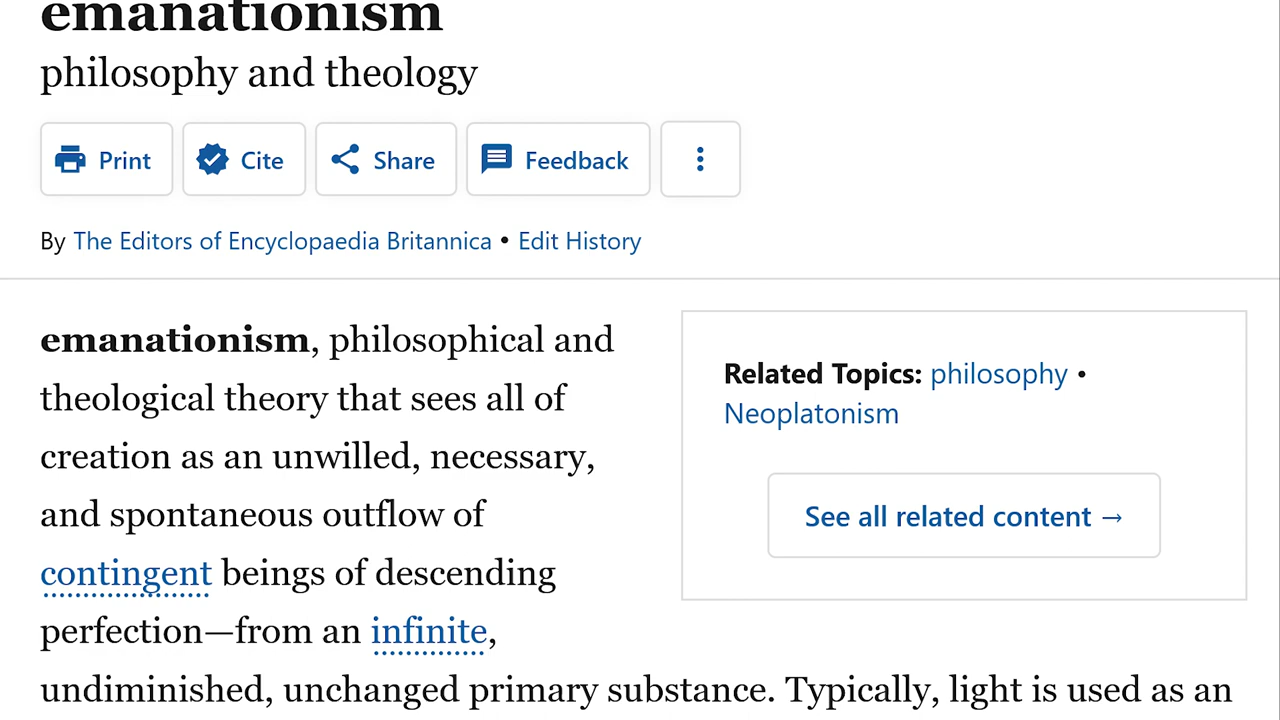 emanationism
philosophy and theology
Print Cite Share Feedback
By The Editors of Encyclopaedia Britannica • Edit History
emanationism, philosophical and
theological theory that sees all of
creation as an unwilled, necessary,
and spontaneous outflow of
contingent beings of descending
perfection—from an infinite,
undiminished, unchanged primary substance. Typically, light is used as an
Related Topics: philosophy •
Neoplatonism
See all related content →